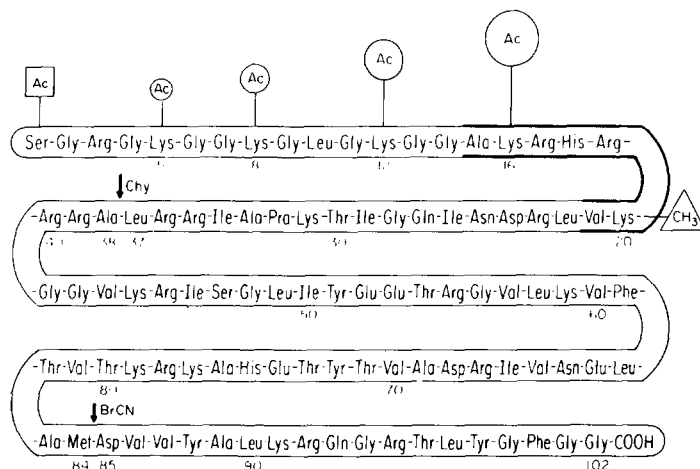 Ac Ac Ac Ac Ac
Ser-Gly-Arg-Gly-Lys-Gly-Gly-Lys-Gly-Leu-Gly-Lys-Gly-Gly-Ala-Lys-Arg-His-Arg-
8 16
Chy
-Arg-Arg-Ala-Leu-Arg-Arg-Ile-Ala-Pro-Lys-Thr-Ile-Gly-Gln-Ile-Asn-Asp-Arg-Leu-Val-Lys- CH3
38 37 30 20
-Gly-Gly-Val-Lys-Arg-Ile-Ser-Gly-Leu-Ile-Tyr-Glu-Glu-Thr-Arg-Gly-Val-Leu-Lys-Val-Phe-
50 60
-Thr-Val-Thr-Lys-Arg-Lys-Ala-His-Glu-Thr-Tyr-Thr-Val-Ala-Asp-Arg-Ile-Val-Asn-Glu-Leu-
70
BrCN
-Ala-Met-Asp-Val-Val-Tyr-Ala-Leu-Lys-Arg-Gln-Gly-Arg-Thr-Leu-Tyr-Gly-Phe-Gly-Gly-COOH
84 85 90 102